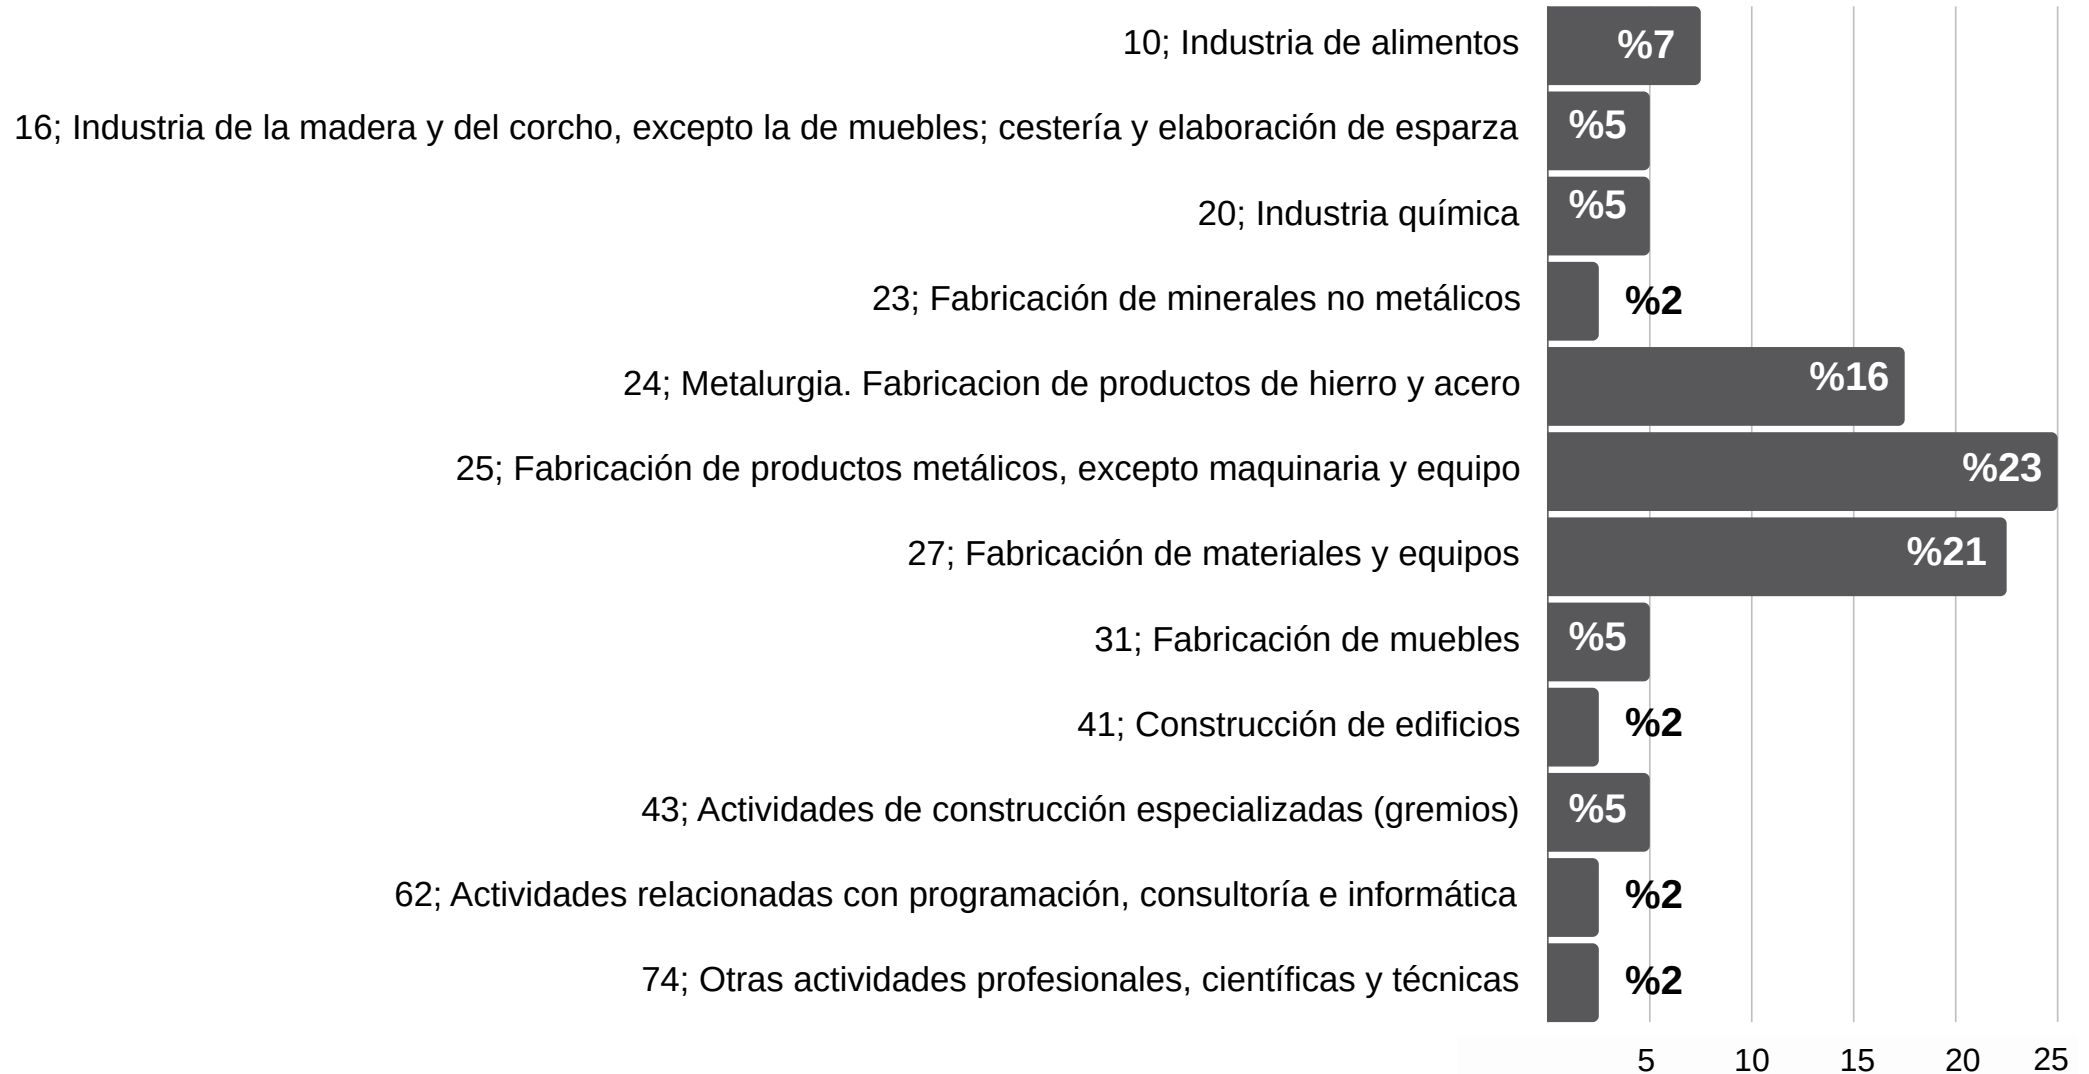 10; Industria de alimentos %7
16; Industria de la madera y del corcho, excepto la de muebles; cestería y elaboración de esparza %5
20; Industria química %5
23; Fabricación de minerales no metálicos %2
24; Metalurgia. Fabricacion de productos de hierro y acero %16
25; Fabricación de productos metálicos, excepto maquinaria y equipo %23
27; Fabricación de materiales y equipos %21
31; Fabricación de muebles %5
41; Construcción de edificios %2
43; Actividades de construcción especializadas (gremios) %5
62; Actividades relacionadas con programación, consultoría e informática %2
74; Otras actividades profesionales, científicas y técnicas %2
5 10 15 20 25